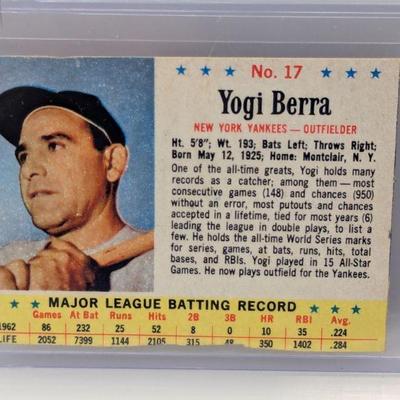 No. 17
Yogi Berra
NEW YORK YANKEES — OUTFIELDER
Ht. 5'8"; Wt. 193; Bats Left; Throws Right;
Born May 12, 1925; Home: Montclair, N. Y.
One of the all-time greats, Yogi holds many
records as a catcher; among them — most
consecutive games (148) and chances (950)
without an error, most putouts and chances
accepted in a lifetime, tied for most years (6)
leading the league in double plays, to list a
few. He holds the all-time World Series marks
for series, games, at bats, runs, hits, total
bases, and RBIs. Yogi played in 15 All-Star
Games. He now plays outfield for the Yankees.
MAJOR LEAGUE BATTING RECORD
Games At Bat Runs Hits 2B 3B HR RBI Avg.
1962 86 232 25 52 8 0 10 35 .224
LIFE 2052 7399 1144 2105 315 48 350 1402 .284